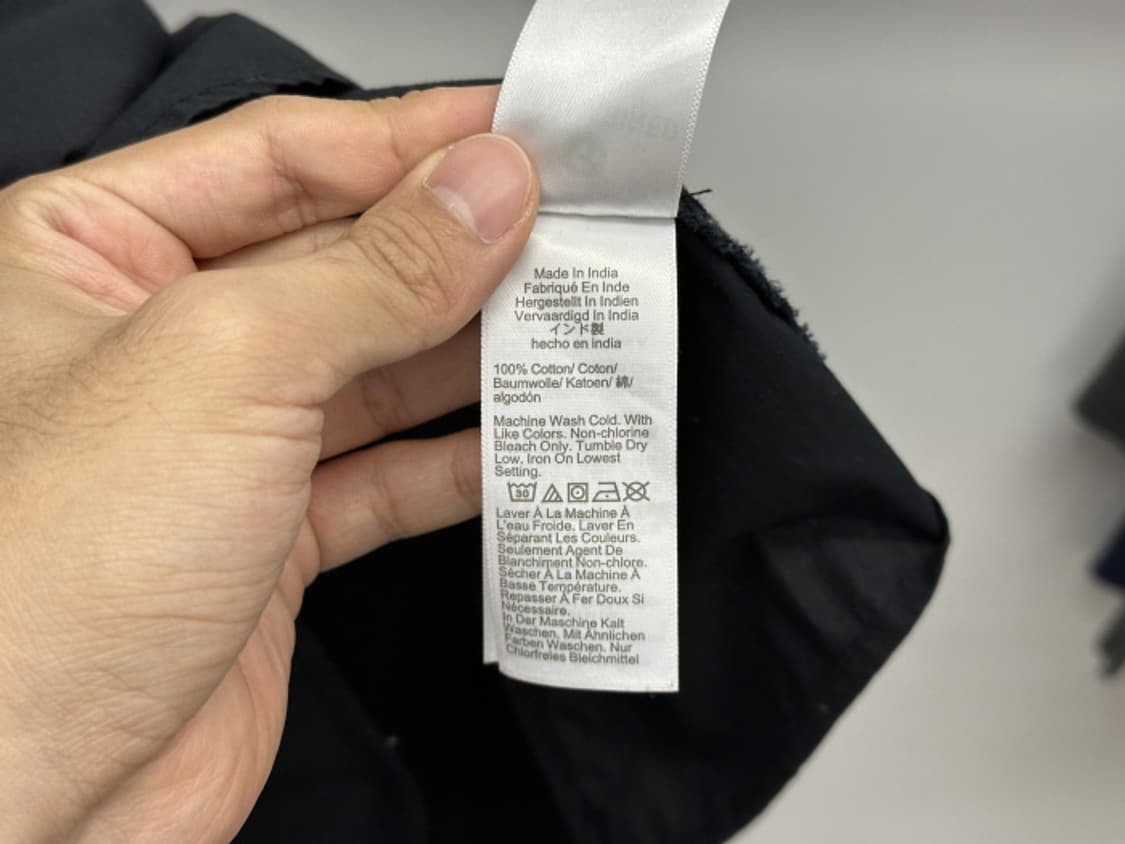 Made In India
Fabriqué En Inde
Hergestellt In Indien
Vervaardigd In India
インド製
hecho en india
100% Cotton/ Coton/
Baumwolle/ Katoen/ 綿/
algodón
Machine Wash Cold. With
Like Colors. Non-chlorine
Bleach Only. Tumble Dry
Low. Iron On Lowest
Setting.
30
Laver À La Machine À
L'eau Froide. Laver En
Séparant Les Couleurs.
Seulement Agent De
Blanchiment Non-chlore.
Sécher À La Machine À
Basse Température.
Repasser À Fer Doux Si
Nécessaire.
In Der Maschine Kalt
Waschen. Mit Ähnlichen
Farben Waschen. Nur
Chlorfreies Bleichmittel